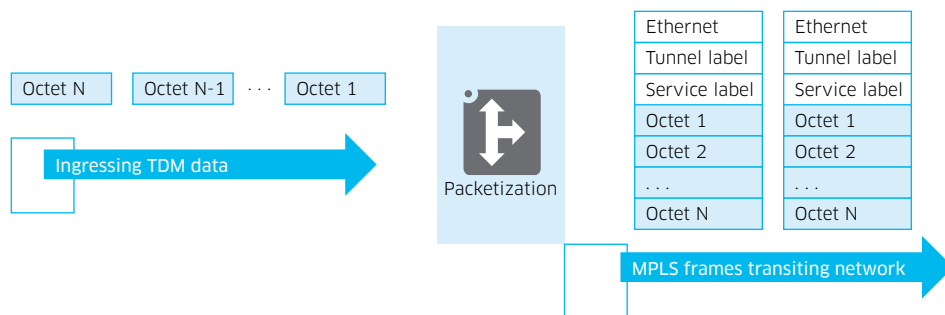 Octet N
Octet N-1
. . .
Octet 1
Ingressing TDM data
Packetization
Ethernet
Tunnel label
Service label
Octet 1
Octet 2
. . .
Octet N
Ethernet
Tunnel label
Service label
Octet 1
Octet 2
. . .
Octet N
MPLS frames transiting network